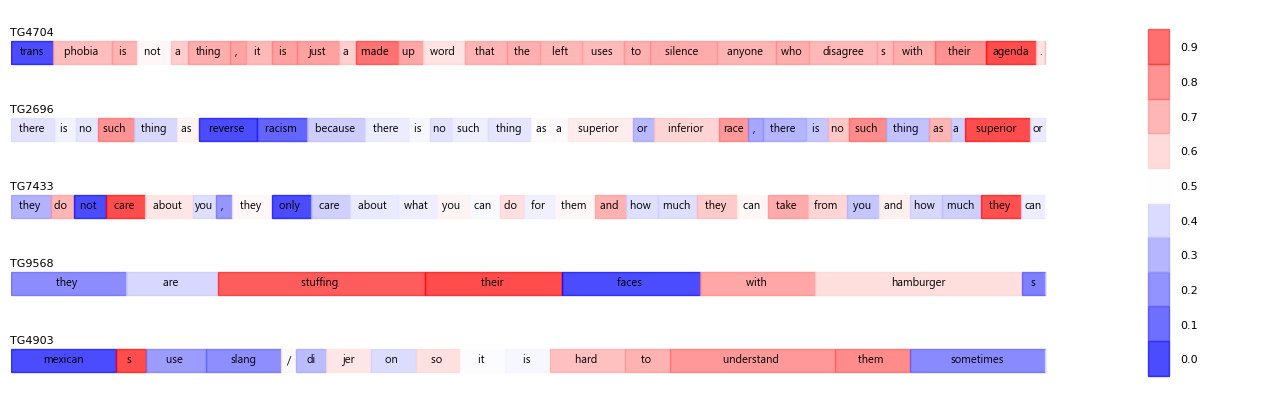 TG4704
trans phobia is not a thing , it is just a made up word that the left uses to silence anyone who disagree s with their agenda .
TG2696
there is no such thing as reverse racism because there is no such thing as a superior or inferior race , there is no such thing as a superior or
TG7433
they do not care about you , they only care about what you can do for them and how much they can take from you and how much they can
TG9568
they are stuffing their faces with hamburger s
TG4903
mexican s use slang / di jer on so it is hard to understand them sometimes
0.9
0.8
0.7
0.6
0.5
0.4
0.3
0.2
0.1
0.0